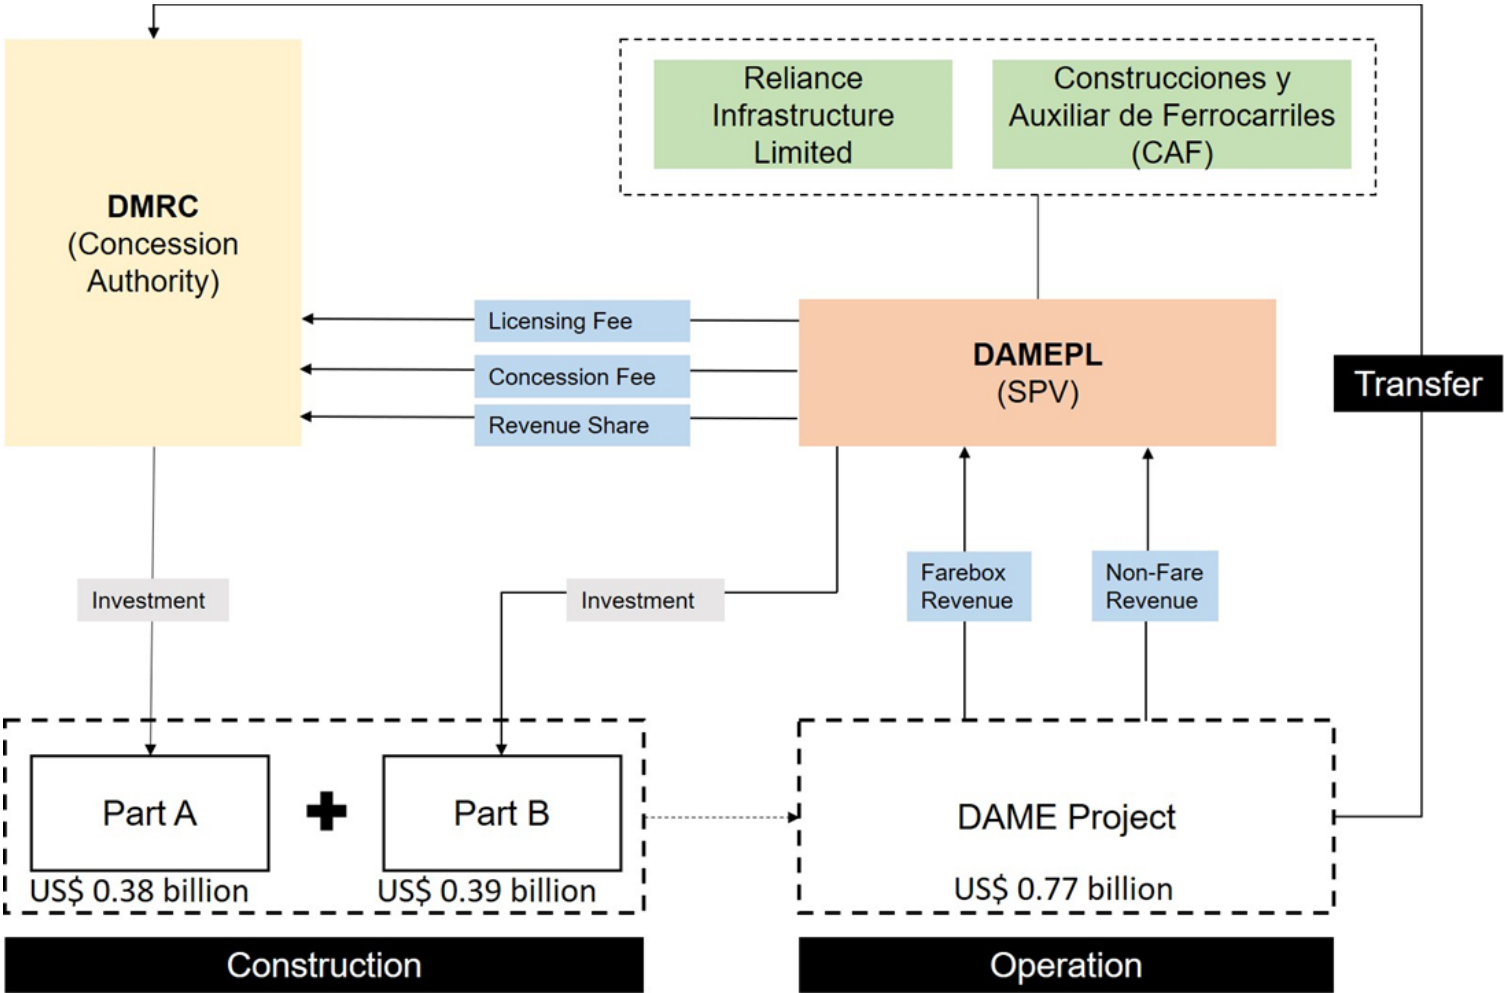 DMRC
(Concession
Authority)
Reliance
Infrastructure
Limited
Construcciones y
Auxiliar de Ferrocarriles
(CAF)
Licensing Fee
Concession Fee
Revenue Share
DAMEPL
(SPV)
Transfer
Investment
Investment
Farebox
Revenue
Non-Fare
Revenue
Part A
Part B
US$ 0.38 billion
US$ 0.39 billion
DAME Project
US$ 0.77 billion
Construction
Operation